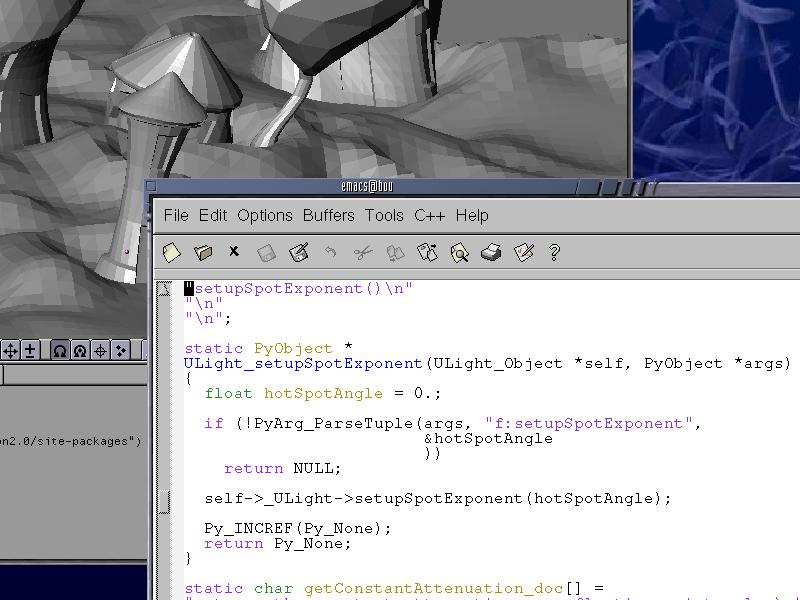 emacs@bou
File Edit Options Buffers Tools C++ Help
"setupSpotExponent()\n"
"\n"
"\n";
static PyObject *
ULight_setupSpotExponent(ULight_Object *self, PyObject *args)
{
float hotSpotAngle = 0.;
if (!PyArg_ParseTuple(args, "f:setupSpotExponent",
&hotSpotAngle
))
return NULL;
self->_ULight->setupSpotExponent(hotSpotAngle);
Py_INCREF(Py_None);
return Py_None;
}
static char getConstantAttenuation_doc[] =
on2.0/site-packages")